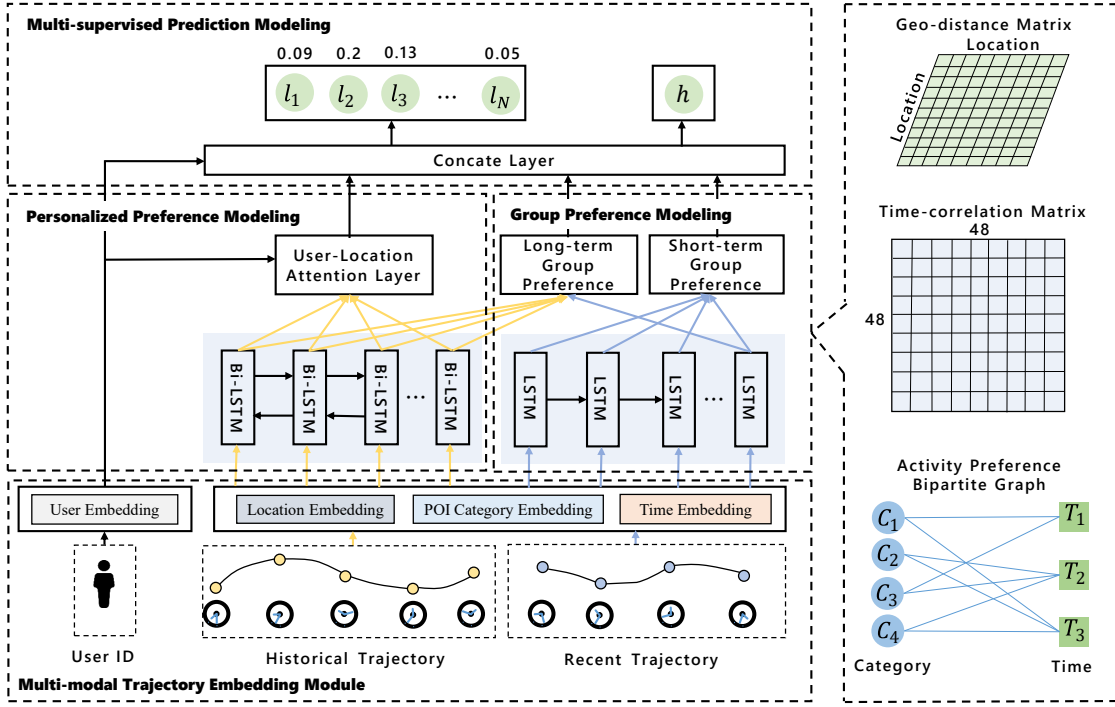 Multi-supervised Prediction Modeling
0.09 0.2 0.13 0.05
l1 l2 l3 ... lN
h
Concate Layer
Personalized Preference Modeling
Group Preference Modeling
User-Location
Attention Layer
Long-term
Group
Preference
Short-term
Group
Preference
Bi-LSTM Bi-LSTM Bi-LSTM ... Bi-LSTM
LSTM LSTM LSTM ... LSTM
User Embedding
Location Embedding
POI Category Embedding
Time Embedding
User ID
Historical Trajectory
Recent Trajectory
Multi-modal Trajectory Embedding Module
Geo-distance Matrix
Location
Location
Time-correlation Matrix
48
48
Activity Preference
Bipartite Graph
C1
C2
C3
C4
T1
T2
T3
Category
Time